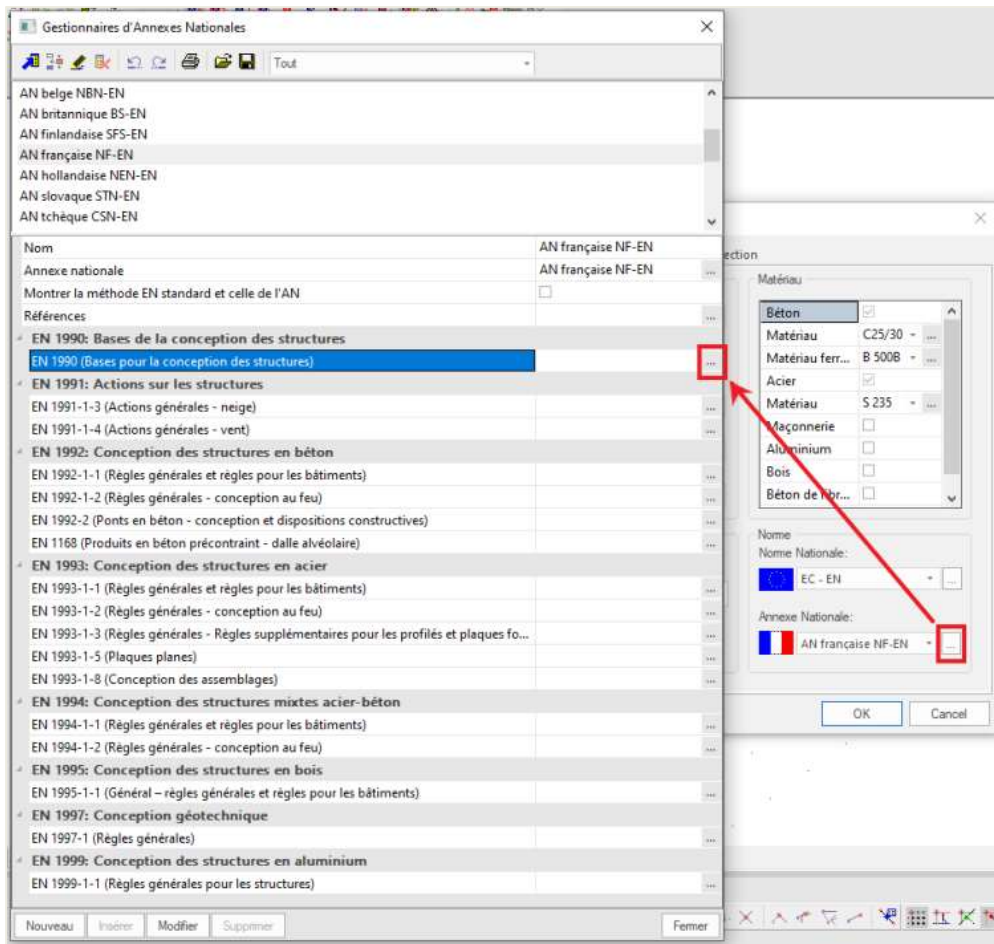 Gestionnaires d'Annexes Nationales
Tout
AN belge NBN-EN
AN britannique BS-EN
AN finlandaise SFS-EN
AN française NF-EN
AN hollandaise NEN-EN
AN slovaque STN-EN
AN tchèque CSN-EN
Nom AN française NF-EN
Annexe nationale AN française NF-EN ...
Montrer la méthode EN standard et celle de l'AN
Références ...
EN 1990: Bases de la conception des structures
EN 1990 (Bases pour la conception des structures) ...
EN 1991: Actions sur les structures
EN 1991-1-3 (Actions générales - neige) ...
EN 1991-1-4 (Actions générales - vent) ...
EN 1992: Conception des structures en béton
EN 1992-1-1 (Règles générales et règles pour les bâtiments) ...
EN 1992-1-2 (Règles générales - conception au feu) ...
EN 1992-2 (Ponts en béton - conception et dispositions constructives) ...
EN 1168 (Produits en béton précontraint - dalle alvéolaire) ...
EN 1993: Conception des structures en acier
EN 1993-1-1 (Règles générales et règles pour les bâtiments) ...
EN 1993-1-2 (Règles générales - conception au feu) ...
EN 1993-1-3 (Règles générales - Règles supplémentaires pour les profilés et plaques fo... ...
EN 1993-1-5 (Plaques planes) ...
EN 1993-1-8 (Conception des assemblages) ...
EN 1994: Conception des structures mixtes acier-béton
EN 1994-1-1 (Règles générales et règles pour les bâtiments) ...
EN 1994-1-2 (Règles générales - conception au feu) ...
EN 1995: Conception des structures en bois
EN 1995-1-1 (Général – règles générales et règles pour les bâtiments) ...
EN 1997: Conception géotechnique
EN 1997-1 (Règles générales) ...
EN 1999: Conception des structures en aluminium
EN 1999-1-1 (Règles générales pour les structures) ...
Nouveau Insérer Modifier Supprimer Fermer
ection
Matériau
Béton
Matériau C25/30 ...
Matériau ferr... B 500B ...
Acier
Matériau S 235 ...
Maçonnerie
Aluminium
Bois
Béton de fibr...
Norme
Norme Nationale:
EC - EN ...
Annexe Nationale:
AN française NF-EN ...
OK Cancel